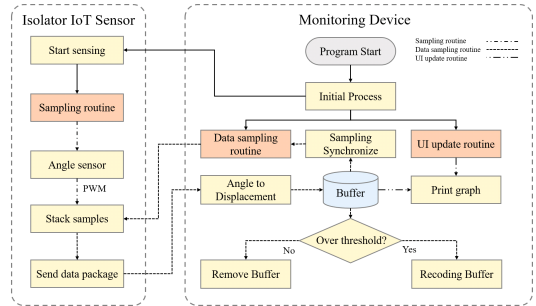 Isolator IoT Sensor
Start sensing
Sampling routine
Angle sensor
PWM
Stack samples
Send data package
Monitoring Device
Program Start
Sampling routine
Data sampling routine
UI update routine
Initial Process
Data sampling
routine
Sampling
Synchronize
UI update routine
Angle to
Displacement
Buffer
Print graph
Over threshold?
No
Yes
Remove Buffer
Recoding Buffer